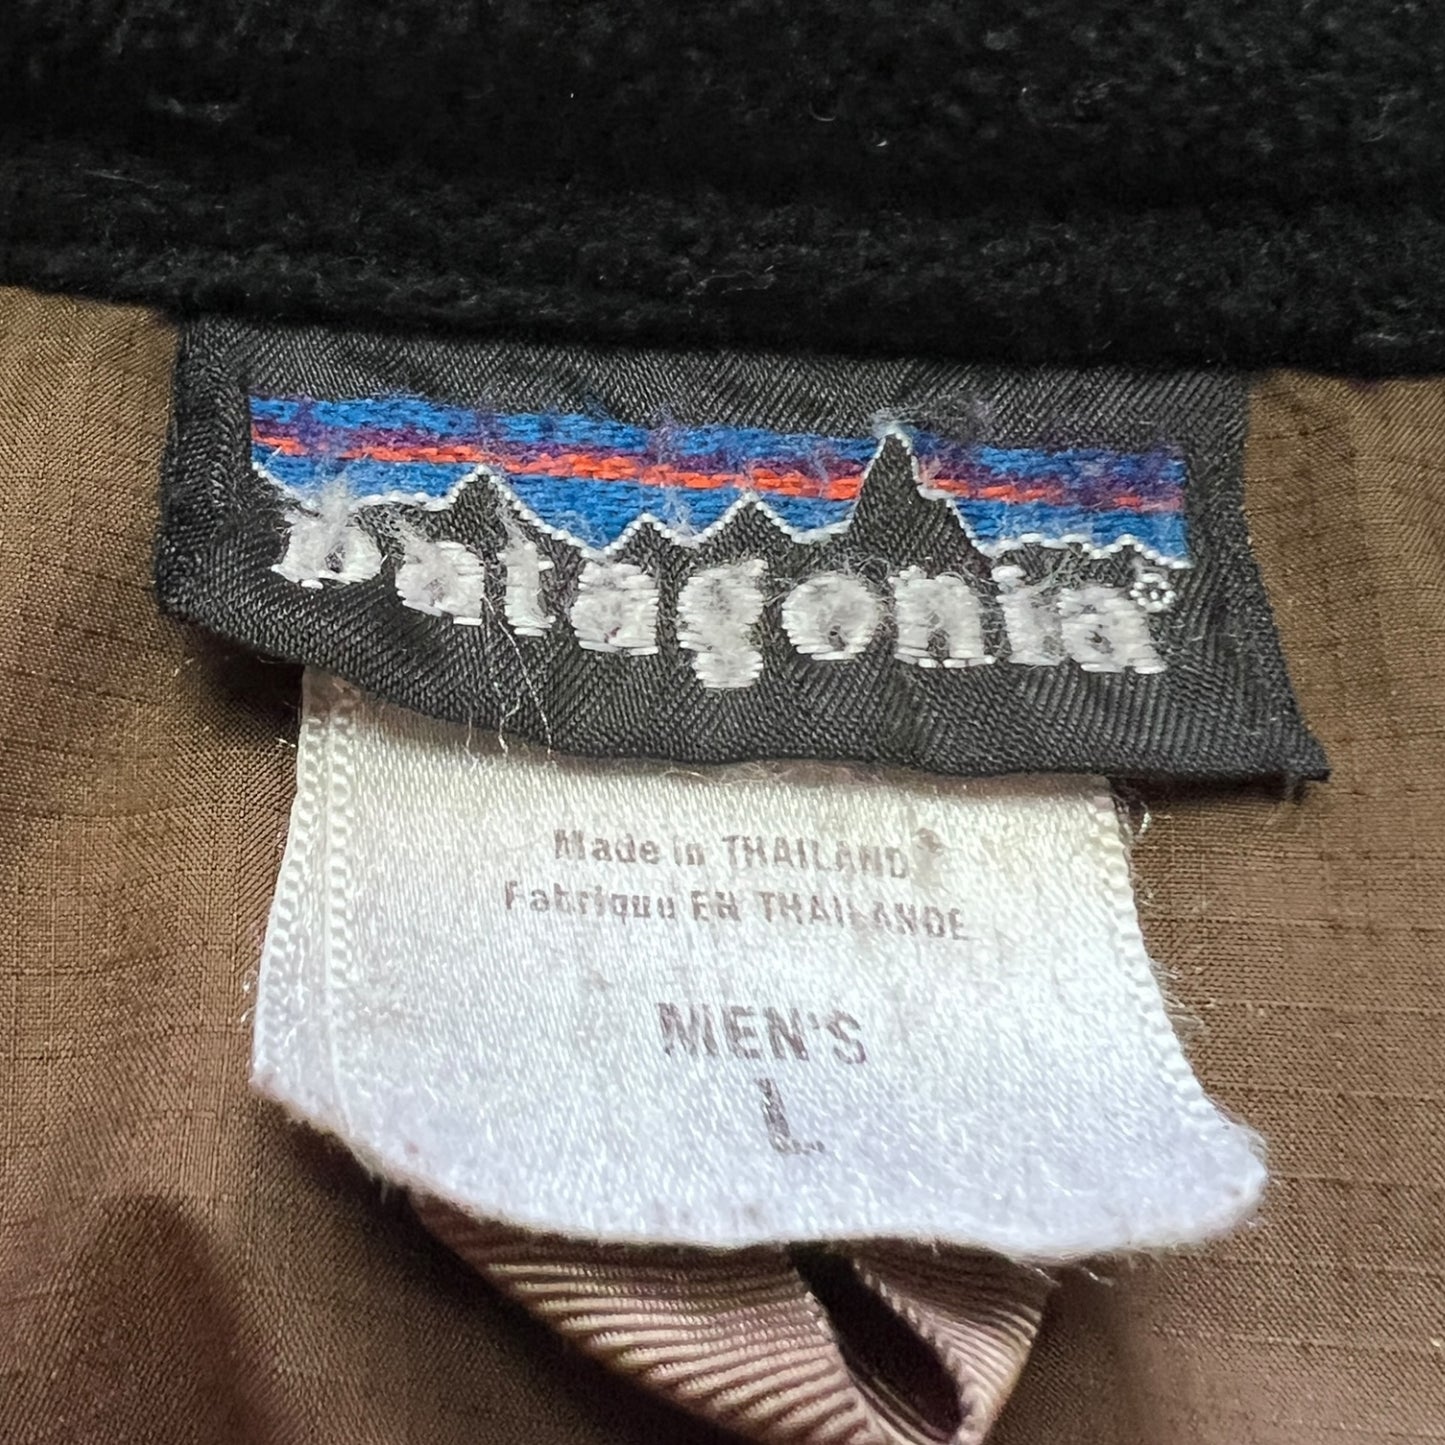 patagonia®
Made in THAILAND
Fabriqué EN THAILANDE
MEN'S
L